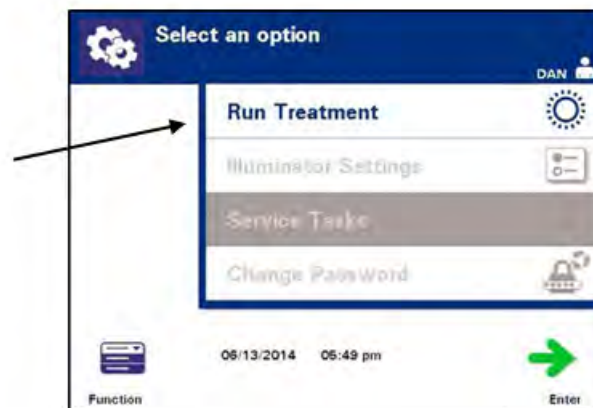 Select an option
DAN
Run Treatment
Illuminator Settings
Service Tasks
Change Password
06/13/2014 05:49 pm
Function
Enter